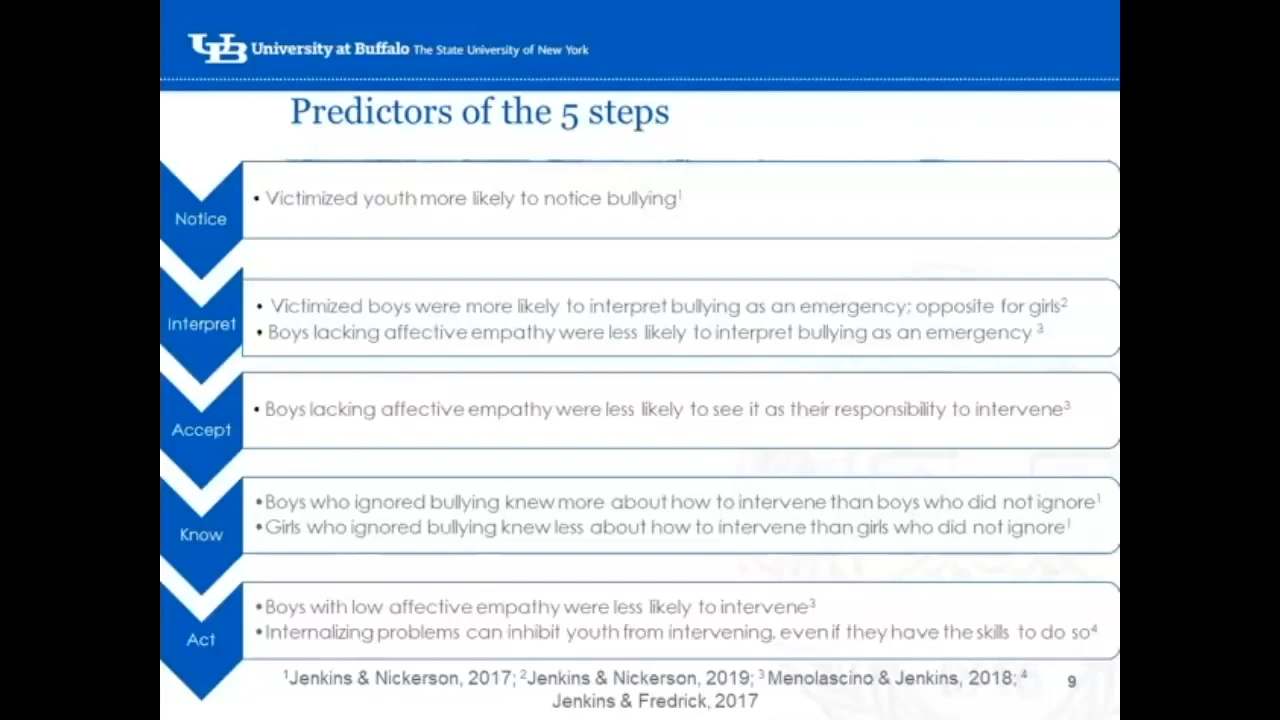 UB University at Buffalo The State University of New York
Predictors of the 5 steps
Notice
• Victimized youth more likely to notice bullying¹
Interpret
• Victimized boys were more likely to interpret bullying as an emergency; opposite for girls²
• Boys lacking affective empathy were less likely to interpret bullying as an emergency ³
Accept
• Boys lacking affective empathy were less likely to see it as their responsibility to intervene³
Know
• Boys who ignored bullying knew more about how to intervene than boys who did not ignore¹
• Girls who ignored bullying knew less about how to intervene than girls who did not ignore¹
Act
• Boys with low affective empathy were less likely to intervene³
• Internalizing problems can inhibit youth from intervening, even if they have the skills to do so⁴
¹Jenkins & Nickerson, 2017; ²Jenkins & Nickerson, 2019; ³ Menolascino & Jenkins, 2018; ⁴
Jenkins & Fredrick, 2017
9